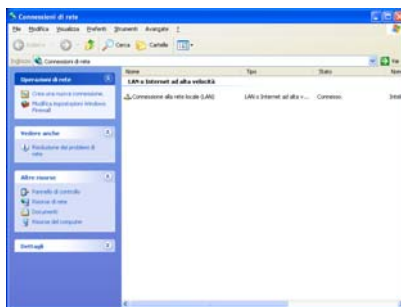 Connessioni di rete
File Modifica Visualizza Preferiti Strumenti Avanzate ?
Indietro Cerca Cartelle
Indirizzo Connessioni di rete Vai
Nome Tipo Stato
LAN o Internet ad alta velocità
Connessione alla rete locale (LAN) LAN o Internet ad alta v... Connesso
Operazioni di rete
Crea una nuova connessione
Modifica impostazioni Windows
Firewall
Vedere anche
Risoluzione dei problemi di
rete
Altre risorse
Pannello di controllo
Risorse di rete
Documenti
Risorse del computer
Dettagli